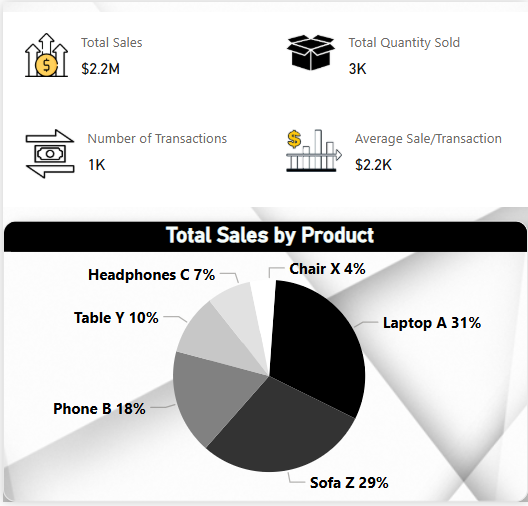 Total Sales
$2.2M
Total Quantity Sold
3K
Number of Transactions
1K
Average Sale/Transaction
$2.2K
Total Sales by Product
Chair X 4%
Headphones C 7%
Laptop A 31%
Table Y 10%
Phone B 18%
Sofa Z 29%